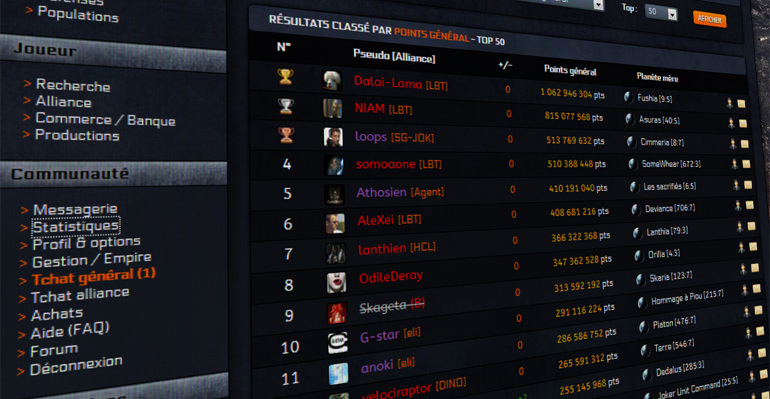 > Populations
Joueur
> Recherche
> Alliance
> Commerce / Banque
> Productions
Communauté
> Messagerie
> Statistiques
> Profil & options
> Gestion / Empire
> Tchat général (1)
> Tchat alliance
> Achats
> Aide (FAQ)
> Forum
> Déconnexion
Top : 50 AFFICHER
RÉSULTATS CLASSÉ PAR POINTS GÉNÉRAL - TOP 50
N° Pseudo [Alliance] +/- Points général Planète mère
Dalai-Lama [LBT] 0 1 062 946 304 pts Fushia [9:5]
NIAM [LBT] 0 815 077 568 pts Asuras [40:5]
loops [SG-JOK] 0 513 769 632 pts Cimmeria [8:7]
4 somoaone [LBT] 0 510 388 448 pts SomeWhear [672:3]
5 Athosien [Agent] 0 410 191 040 pts Les sacrifiés [6:5]
6 AleXei [LBT] 0 408 681 216 pts Deviance [706:7]
7 Ianthien [HCL] 0 366 322 368 pts Lanthia [79:3]
8 OdileDeray 0 347 362 528 pts Orilla [4:3]
9 Skageta [B] 0 313 592 192 pts Skaria [123:7]
10 G-star [eli] 0 291 116 224 pts Hommage à Piou [215:7]
11 anoki [eli] 0 286 586 752 pts Platon [476:7]
velociraptor [DINO] 265 591 312 pts Terre [546:7]
255 145 968 pts Dedalus [285:3]
Joker Unit Command [25:5]